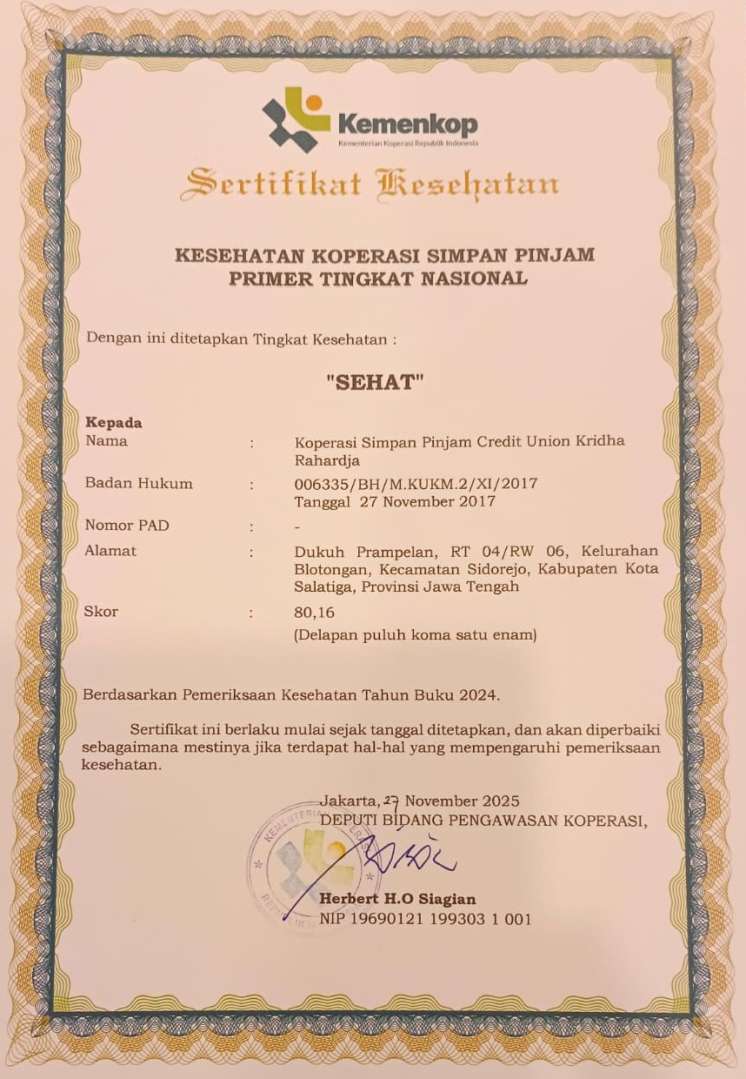 Kemenkop
Kementerian Koperasi Republik Indonesia
Sertifikat Kesehatan
KESEHATAN KOPERASI SIMPAN PINJAM
PRIMER TINGKAT NASIONAL
Dengan ini ditetapkan Tingkat Kesehatan :
"SEHAT"
Kepada
Nama : Koperasi Simpan Pinjam Credit Union Kridha
Rahardja
Badan Hukum : 006335/BH/M.KUKM.2/XI/2017
Tanggal 27 November 2017
Nomor PAD : -
Alamat : Dukuh Prampelan, RT 04/RW 06, Kelurahan
Blotongan, Kecamatan Sidorejo, Kabupaten Kota
Salatiga, Provinsi Jawa Tengah
Skor : 80,16
(Delapan puluh koma satu enam)
Berdasarkan Pemeriksaan Kesehatan Tahun Buku 2024.
Sertifikat ini berlaku mulai sejak tanggal ditetapkan, dan akan diperbaiki
sebagaimana mestinya jika terdapat hal-hal yang mempengaruhi pemeriksaan
kesehatan.
Jakarta, 27 November 2025
DEPUTI BIDANG PENGAWASAN KOPERASI,
Herbert H.O Siagian
NIP 19690121 199303 1 001